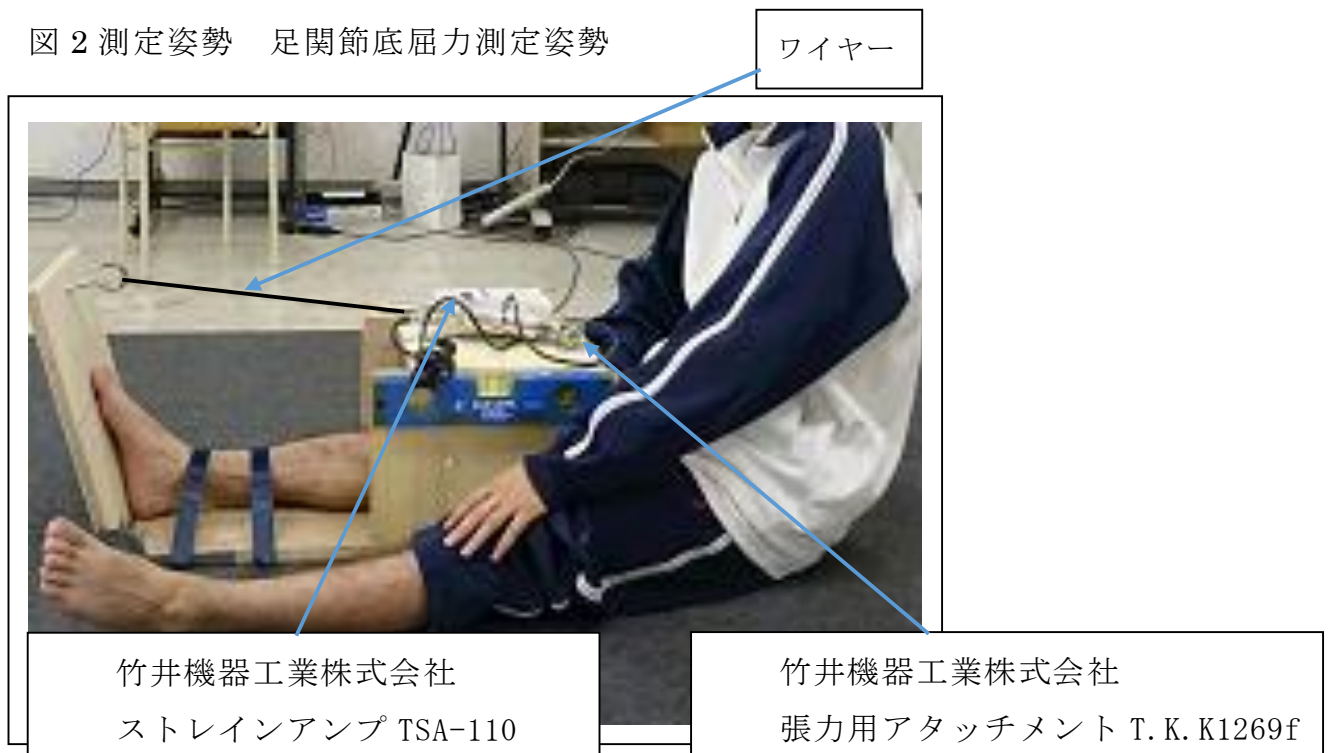 図2測定姿勢　足関節底屈力測定姿勢
ワイヤー
竹井機器工業株式会社
ストレインアンプ TSA-110
竹井機器工業株式会社
張力用アタッチメント T.K.K1269f